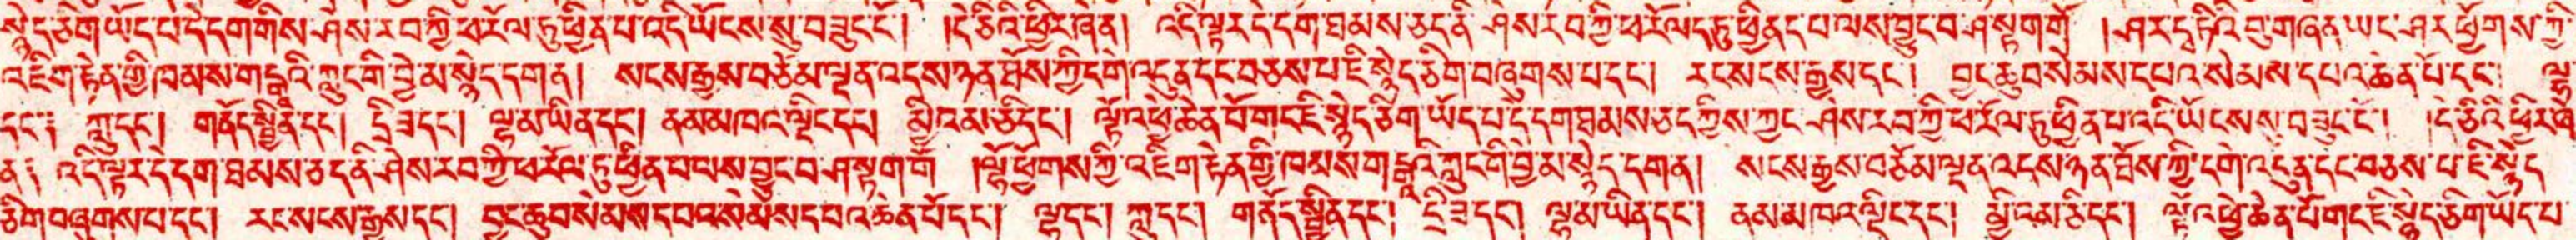 སྙེད་ཅིག་ཡོད་པ་དེ་དག་གིས་ཤེས་རབ་ཀྱི་ཕ་རོལ་ཏུ་ཕྱིན་པ་འདི་ཡོངས་སུ་བཟུང་ངོ་། །དེ་ཅིའི་ཕྱིར་ཞེ་ན། འདི་ལྟར་དེ་དག་ཐམས་ཅད་ནི་ཤེས་རབ་ཀྱི་ཕ་རོལ་ད་ཏུ་ཕྱིན་ད་པ་ལས་བྱུང་བ་ཤ་སྟག་གོ །ཤ་ར་དྭ་ཏིའི་བུ་གཞན་ཡང་ཤར་ཕྱོགས་ཀྱི་
འཇིག་རྟེན་གྱི་ཁམས་གངྒཱའི་ཀླུང་གི་བྱེ་མ་སྙེད་དག་ན། སངས་རྒྱས་བཅོམ་ལྡན་འདས་ཉན་ཐོས་ཀྱི་དགེ་འདུན་དང་བཅས་པ་ཇི་སྙེད་ཅིག་བཞུགས་པ་དང་། རང་སངས་རྒྱས་དང་། བྱང་ཆུབ་སེམས་དཔའ་སེམས་དཔའ་ཆེན་པོ་དང་། ལྷ་
དང་༑ ཀླུ་དང་། གནོད་སྦྱིན་དང་། དྲི་ཟ་དང་། ལྷ་མ་ཡིན་དང་། ནམ་མཁའ་ལྡིང་དང་། མིའམ་ཅི་དང་། ལྟོ་འཕྱེ་ཆེན་པོ་གང་ཇི་སྙེད་ཅིག་ཡོད་པ་དེ་དག་ཐམས་ཅད་ཀྱིས་ཀྱང་ཤེས་རབ་ཀྱི་ཕ་རོལ་ཏུ་ཕྱིན་པ་འདི་ཡོངས་སུ་བཟུང་ངོ་། །དེ་ཅིའི་ཕྱིར་ཞེ་
ན༑ འདི་ལྟར་དེ་དག་ཐམས་ཅད་ནི་ཤེས་རབ་ཀྱི་ཕ་རོལ་ཏུ་ཕྱིན་པ་ལས་བྱུང་བ་ཤ་སྟག་གོ །ལྷོ་ཕྱོགས་ཀྱི་འཇིག་རྟེན་གྱི་ཁམས་གངྒཱའི་ཀླུང་གི་བྱེ་མ་སྙེད་དག་ན། སངས་རྒྱས་བཅོམ་ལྡན་འདས་ཉན་ཐོས་ཀྱི་དགེ་འདུན་དང་བཅས་པ་ཇི་སྙེད་
ཅིག་བཞུགས་པ་དང་། རང་སངས་རྒྱས་དང་། བྱང་ཆུབ་སེམས་དཔའ་སེམས་དཔའ་ཆེན་པོ་དང་། ལྷ་དང་། ཀླུ་དང་། གནོད་སྦྱིན་དང་། དྲི་ཟ་དང་། ལྷ་མ་ཡིན་དང་། ནམ་མཁའ་ལྡིང་དང་། མིའམ་ཅི་དང་། ལྟོ་འཕྱེ་ཆེན་པོ་གང་ཇི་སྙེད་ཅིག་ཡོད་པ་